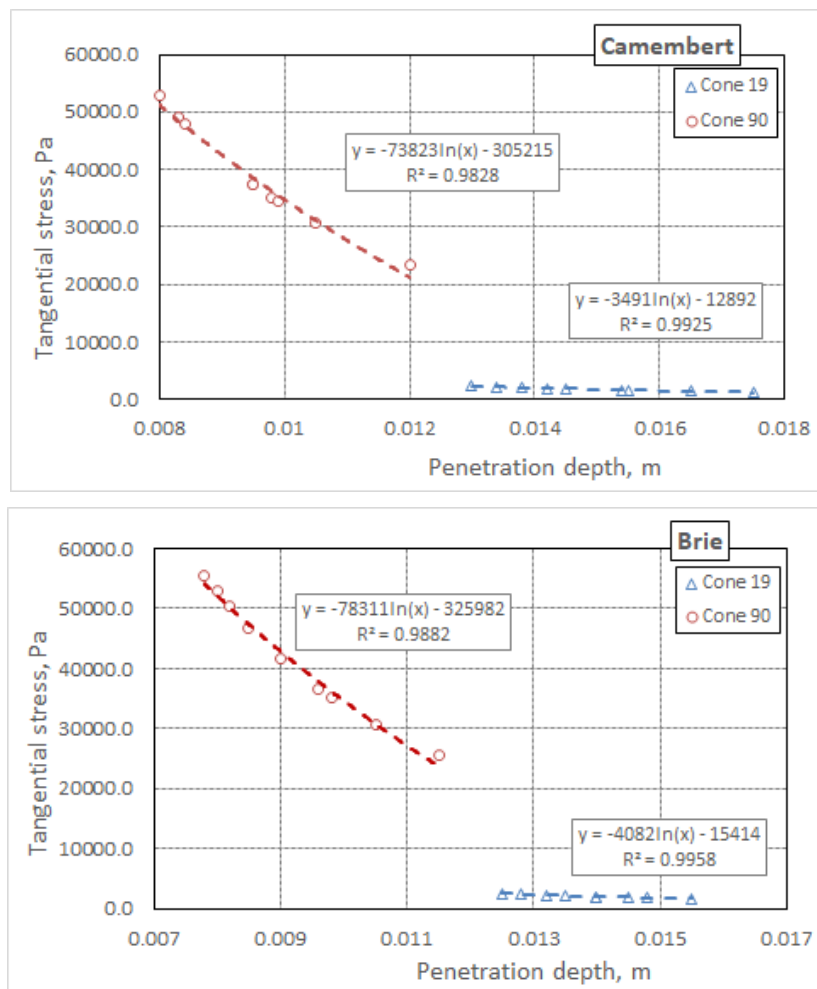 Camembert
60000.0
50000.0
40000.0
30000.0
20000.0
10000.0
0.0
Tangential stress, Pa
Cone 19
Cone 90
y = -73823ln(x) - 305215
R² = 0.9828
y = -3491ln(x) - 12892
R² = 0.9925
0.008 0.01 0.012 0.014 0.016 0.018
Penetration depth, m
Brie
60000.0
50000.0
40000.0
30000.0
20000.0
10000.0
0.0
Tangential stress, Pa
Cone 19
Cone 90
y = -78311ln(x) - 325982
R² = 0.9882
y = -4082ln(x) - 15414
R² = 0.9958
0.007 0.009 0.011 0.013 0.015 0.017
Penetration depth, m